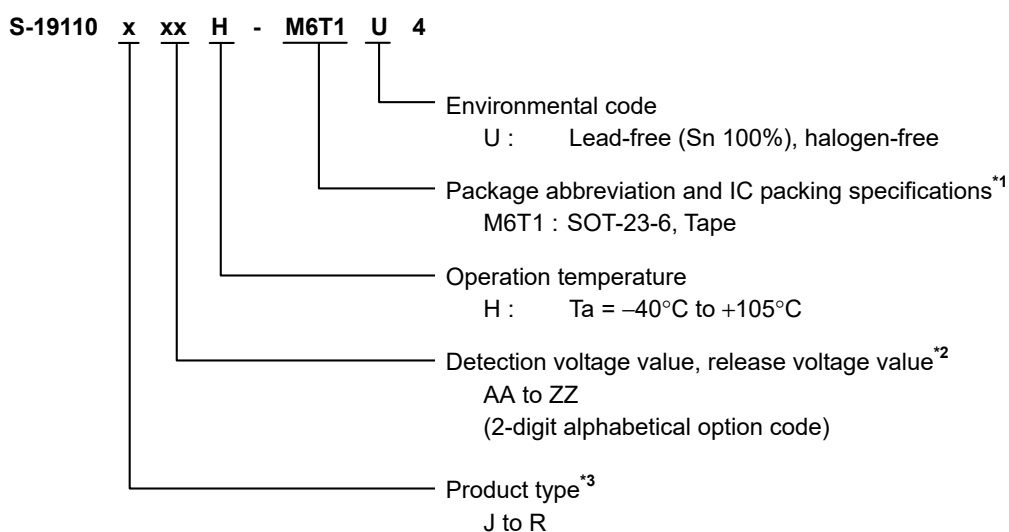 S-19110 x xx H - M6T1 U 4
Environmental code
U : Lead-free (Sn 100%), halogen-free
Package abbreviation and IC packing specifications*1
M6T1 : SOT-23-6, Tape
Operation temperature
H : Ta = −40°C to +105°C
Detection voltage value, release voltage value*2
AA to ZZ
(2-digit alphabetical option code)
Product type*3
J to R